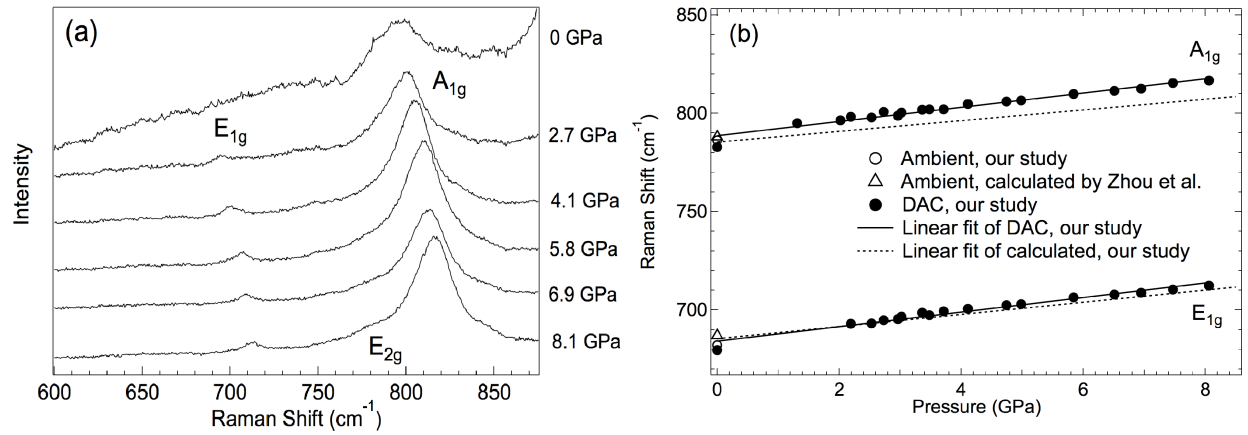 (a)
0 GPa
A1g
E1g
2.7 GPa
4.1 GPa
5.8 GPa
6.9 GPa
8.1 GPa
E2g
Intensity
600 650 700 750 800 850
Raman Shift (cm-1)
(b)
850
A1g
800
Ambient, our study
Ambient, calculated by Zhou et al.
DAC, our study
Linear fit of DAC, our study
Linear fit of calculated, our study
750
700
E1g
Raman Shift (cm-1)
0 2 4 6 8
Pressure (GPa)